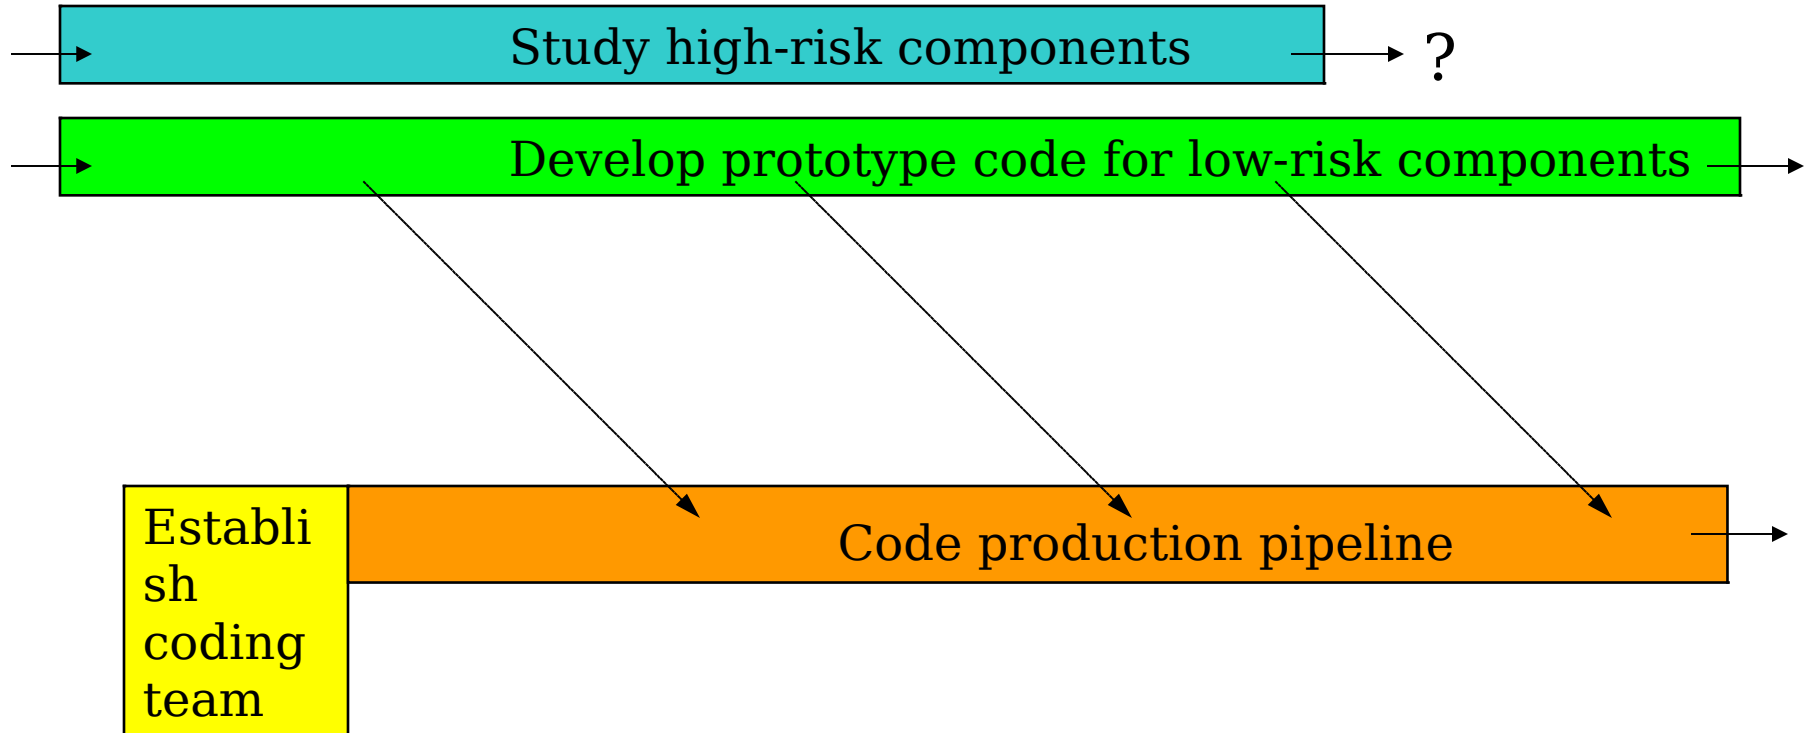 Study high-risk components
?
Develop prototype code for low-risk components
Establi
sh
coding
team
Code production pipeline